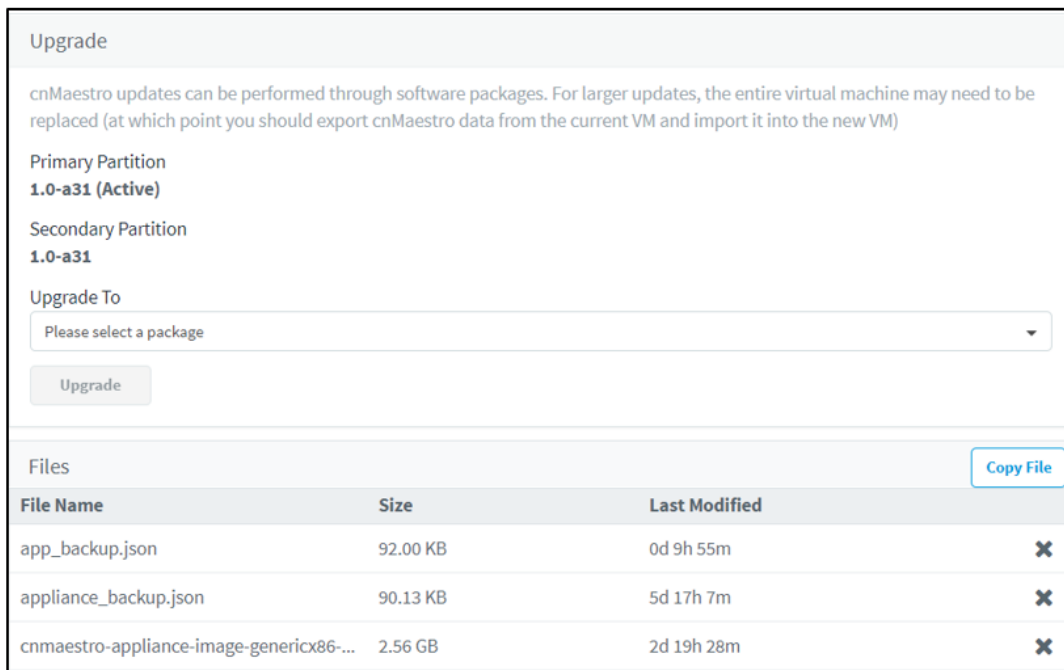 Upgrade
cnMaestro updates can be performed through software packages. For larger updates, the entire virtual machine may need to be
replaced (at which point you should export cnMaestro data from the current VM and import it into the new VM)
Primary Partition
1.0-a31 (Active)
Secondary Partition
1.0-a31
Upgrade To
Please select a package
Upgrade
Files Copy File
File Name Size Last Modified
app_backup.json 92.00 KB 0d 9h 55m
appliance_backup.json 90.13 KB 5d 17h 7m
cnmaestro-appliance-image-genericx86-... 2.56 GB 2d 19h 28m